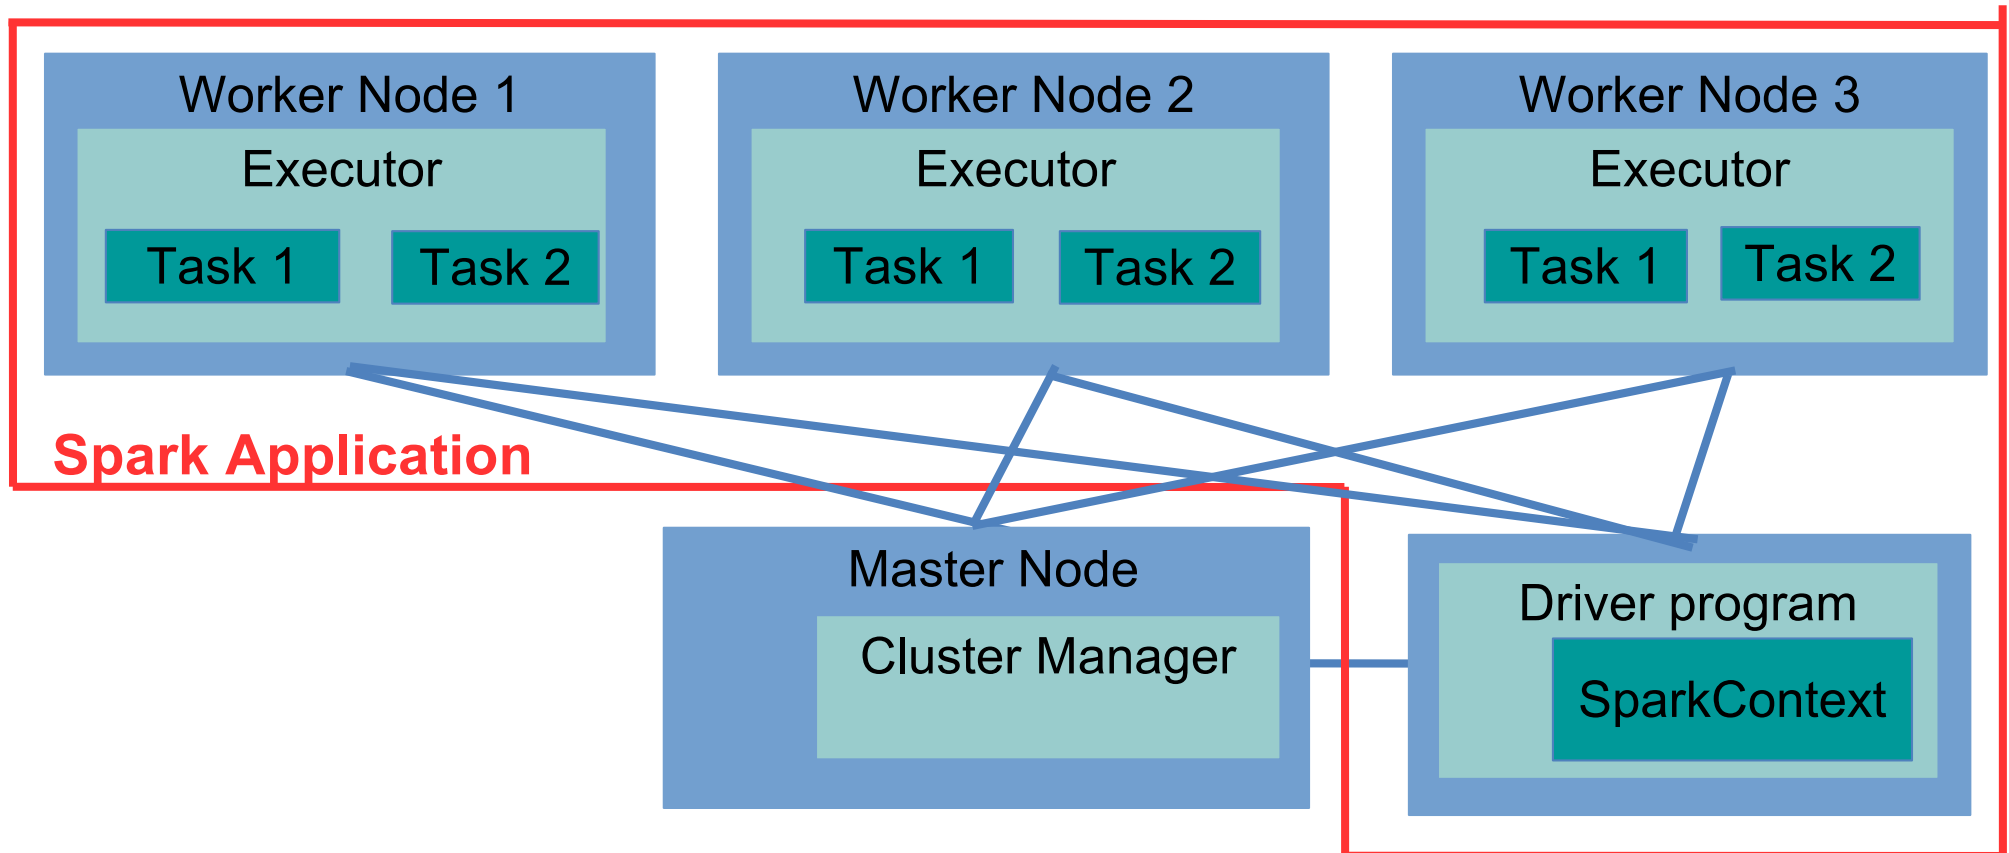 Worker Node 1
Executor
Task 1
Task 2
Worker Node 2
Executor
Task 1
Task 2
Worker Node 3
Executor
Task 1
Task 2
Spark Application
Master Node
Cluster Manager
Driver program
SparkContext